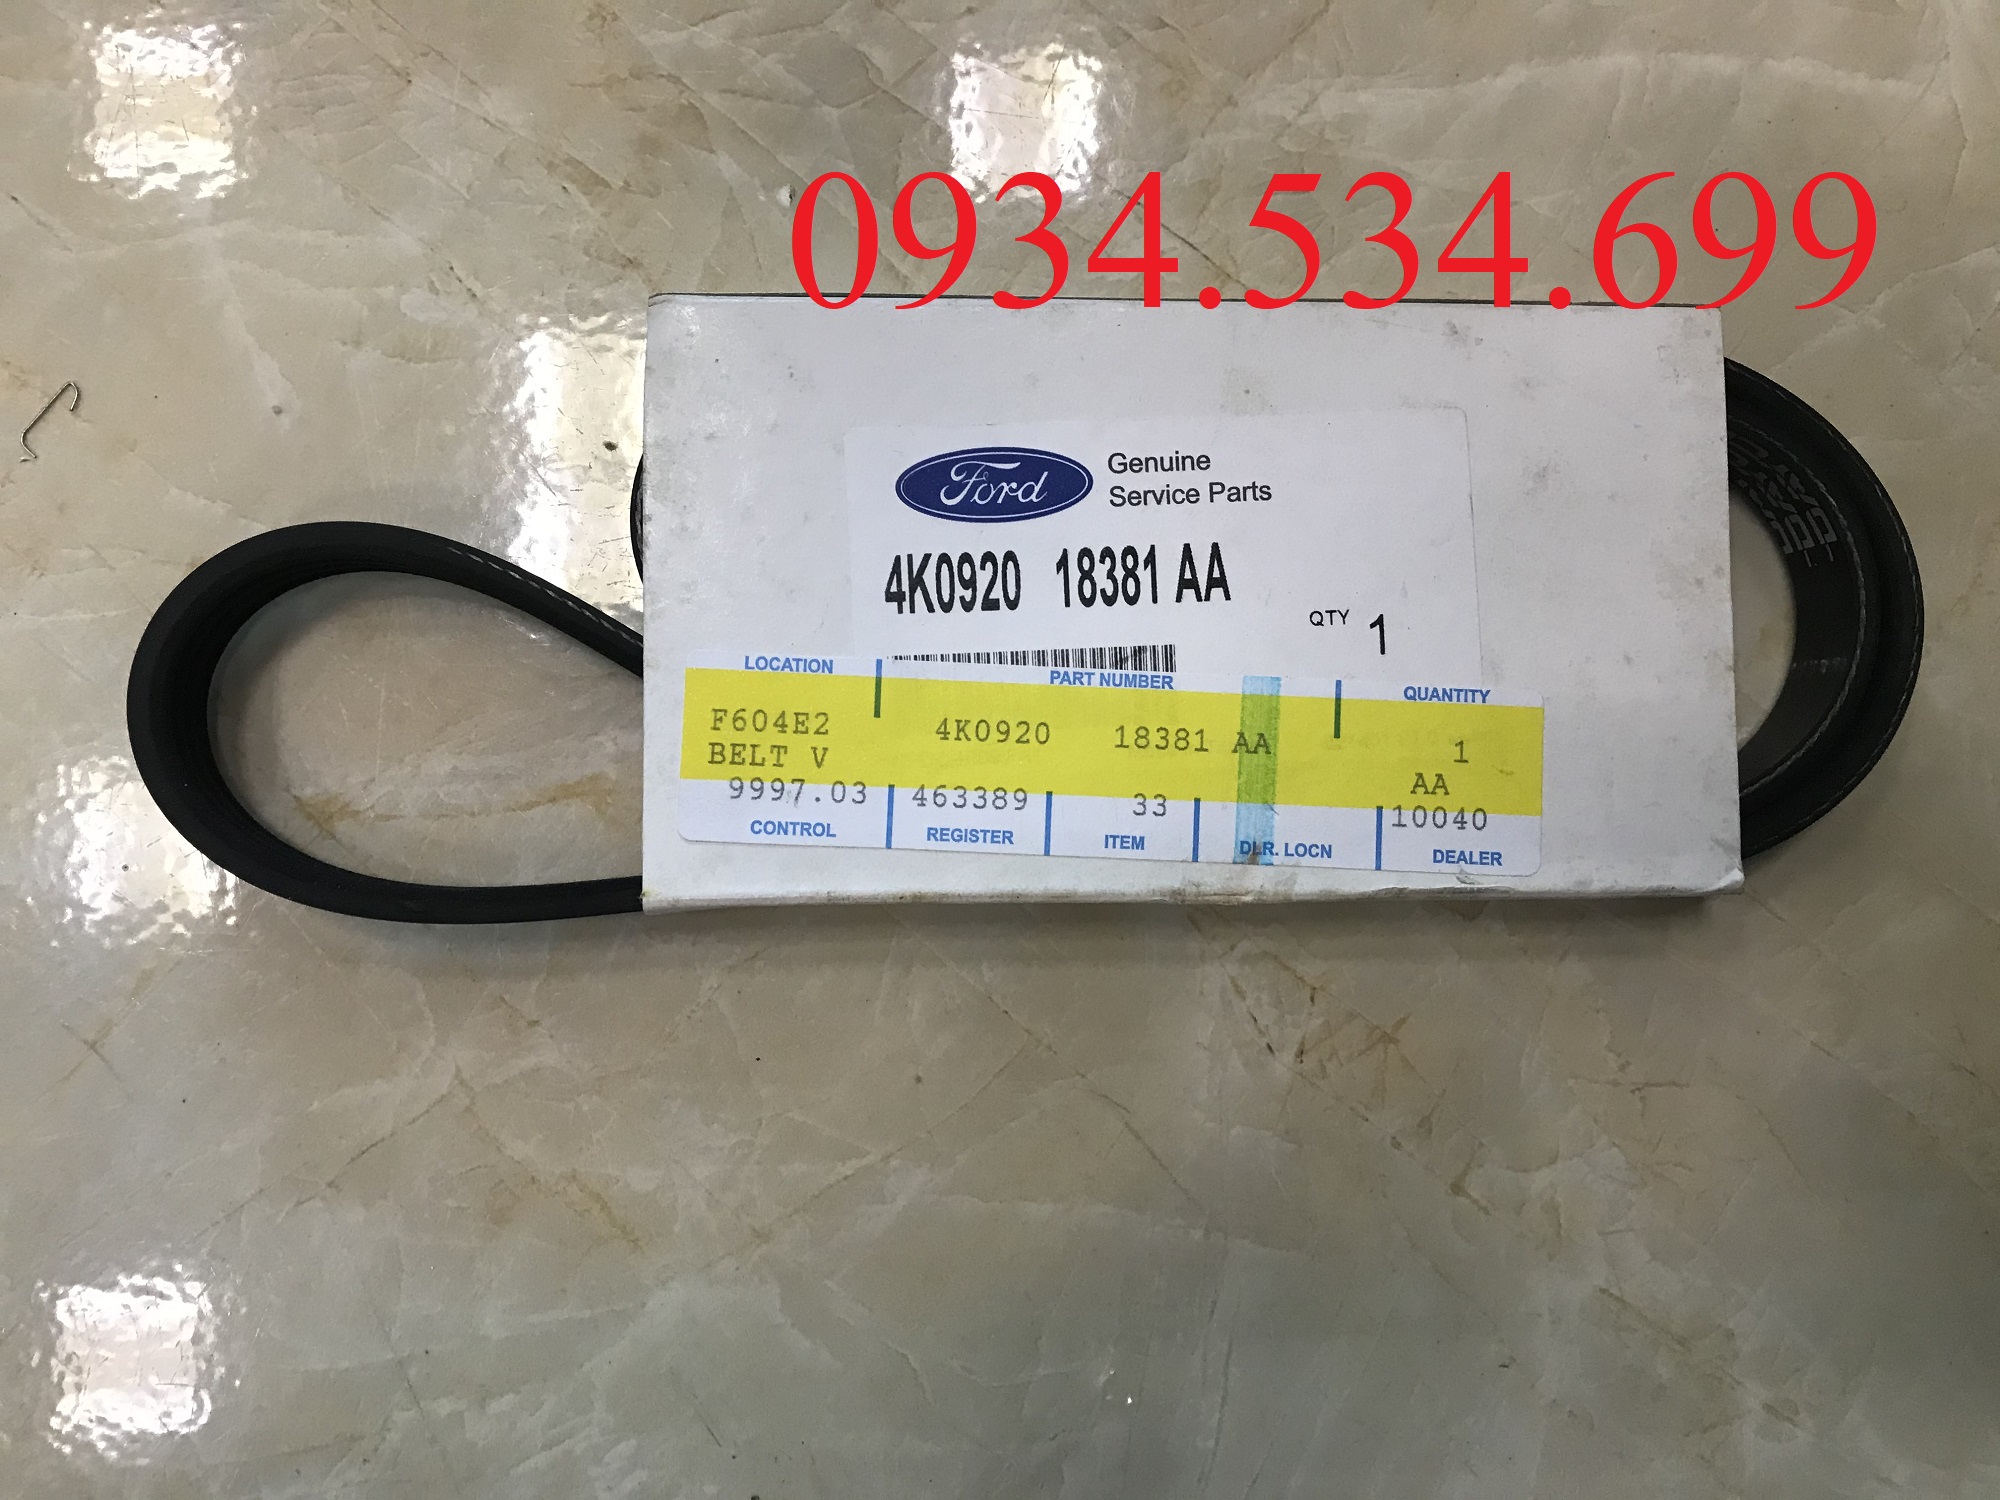 0934.534.699
Ford
Genuine
Service Parts
4K0920 18381 AA
QTY 1
LOCATION PART NUMBER QUANTITY
F604E2 4K0920 18381 AA 1
BELT V AA
9997.03 463389 33 10040
CONTROL REGISTER ITEM DLR. LOCN DEALER